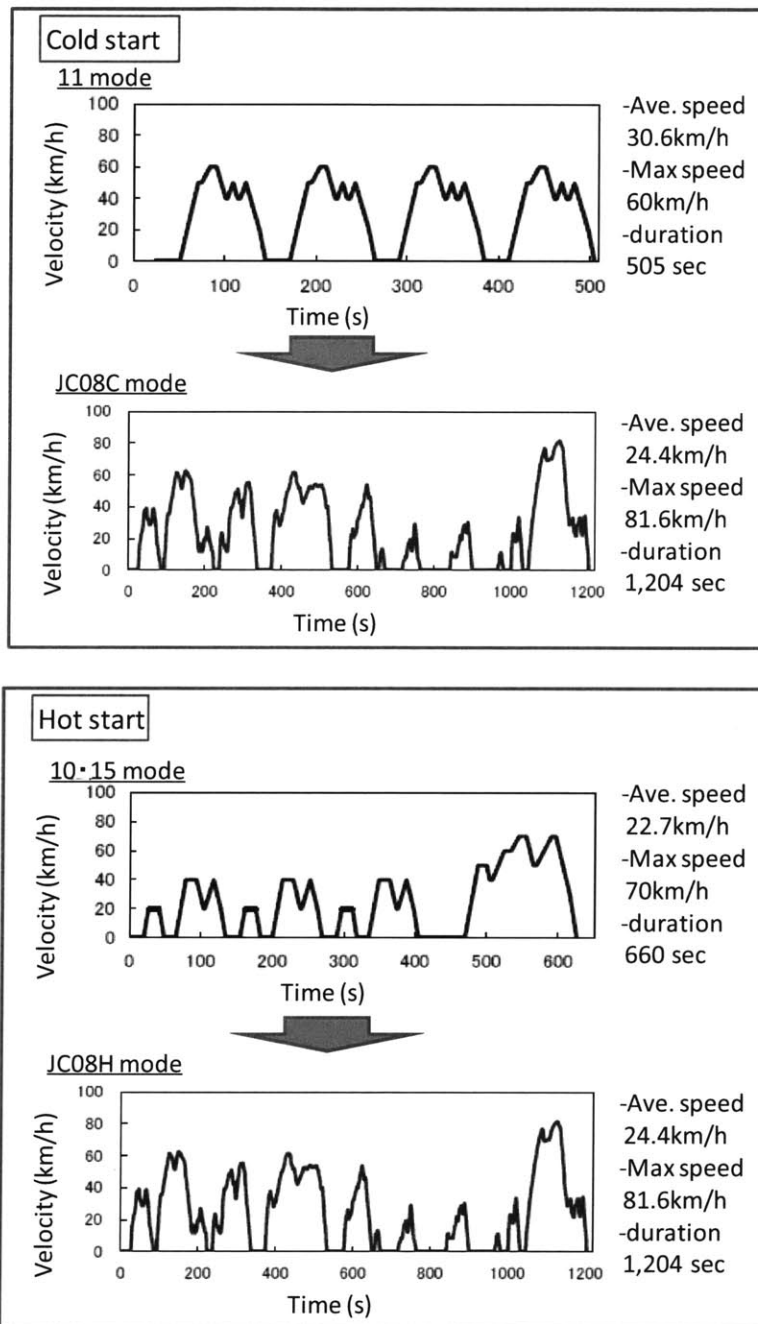 Cold start
11 mode
100
80
60
40
20
0
Velocity (km/h)
0 100 200 300 400 500
Time (s)
-Ave. speed
30.6km/h
-Max speed
60km/h
-duration
505 sec
JC08C mode
100
80
60
40
20
0
Velocity (km/h)
0 200 400 600 800 1000 1200
Time (s)
-Ave. speed
24.4km/h
-Max speed
81.6km/h
-duration
1,204 sec
Hot start
10・15 mode
100
80
60
40
20
0
Velocity (km/h)
0 100 200 300 400 500 600
Time (s)
-Ave. speed
22.7km/h
-Max speed
70km/h
-duration
660 sec
JC08H mode
100
80
60
40
20
0
Velocity (km/h)
0 200 400 600 800 1000 1200
Time (s)
-Ave. speed
24.4km/h
-Max speed
81.6km/h
-duration
1,204 sec